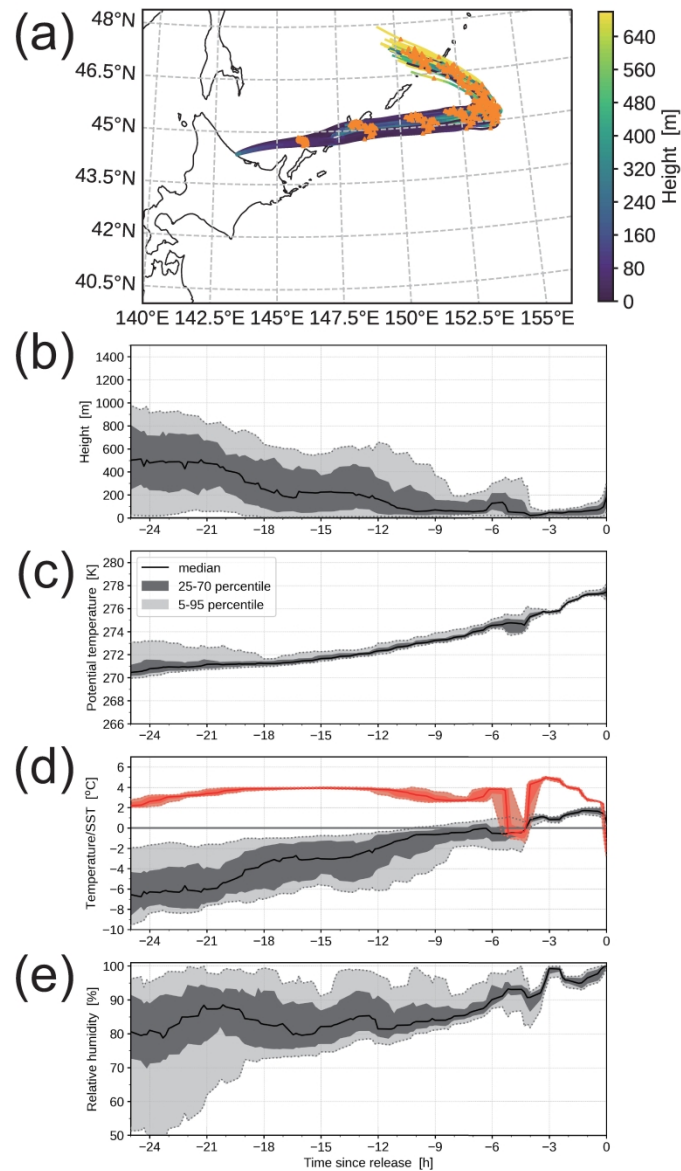 (a)
48°N
46.5°N
45°N
43.5°N
42°N
40.5°N
140°E 142.5°E 145°E 147.5°E 150°E 152.5°E 155°E
640
560
480
400
320
240
160
80
0
Height [m]
(b)
1400
1200
1000
800
600
400
200
0
Height [m]
−24 −21 −18 −15 −12 −9 −6 −3 0
(c)
280
278
276
274
272
270
268
266
Potential temperature [K]
median
25-70 percentile
5-95 percentile
−24 −21 −18 −15 −12 −9 −6 −3 0
(d)
6
4
2
0
−2
−4
−6
−8
−10
Temperature/SST [°C]
−24 −21 −18 −15 −12 −9 −6 −3 0
(e)
100
90
80
70
60
50
Relative humidity [%]
−24 −21 −18 −15 −12 −9 −6 −3 0
Time since release [h]